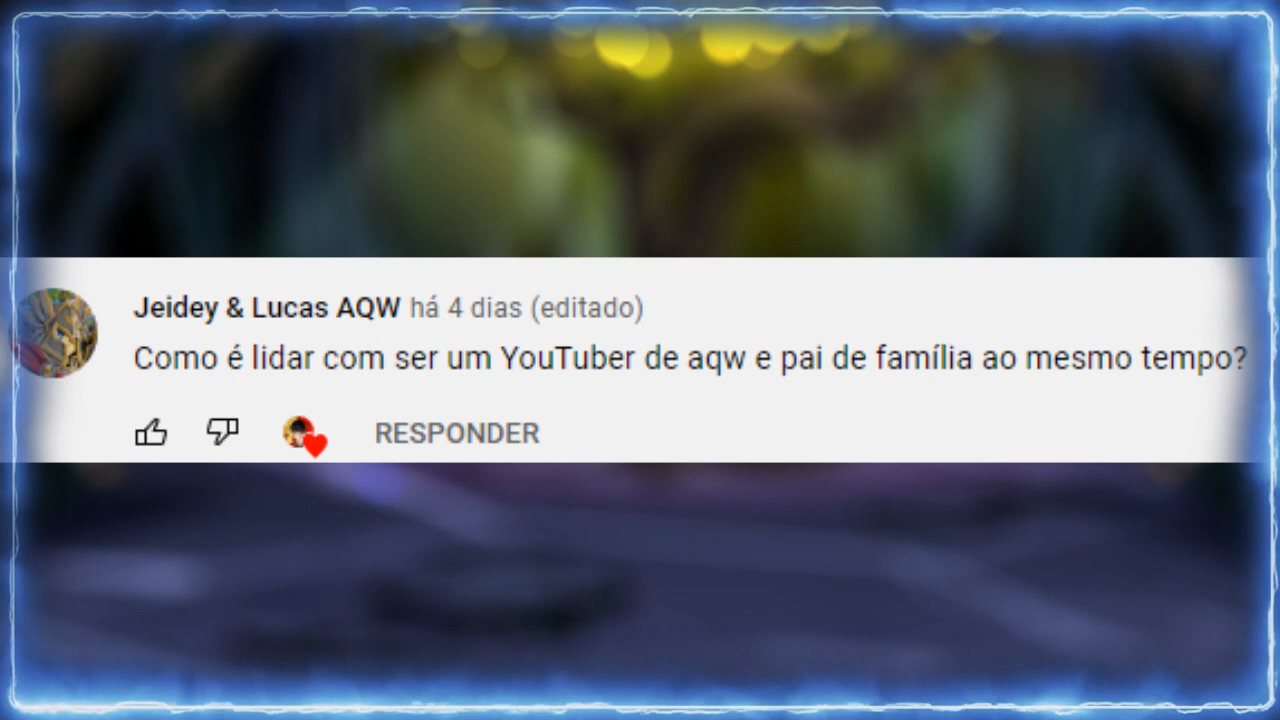 Jeidey & Lucas AQW há 4 dias (editado)
Como é lidar com ser um YouTuber de aqw e pai de família ao mesmo tempo?
RESPONDER